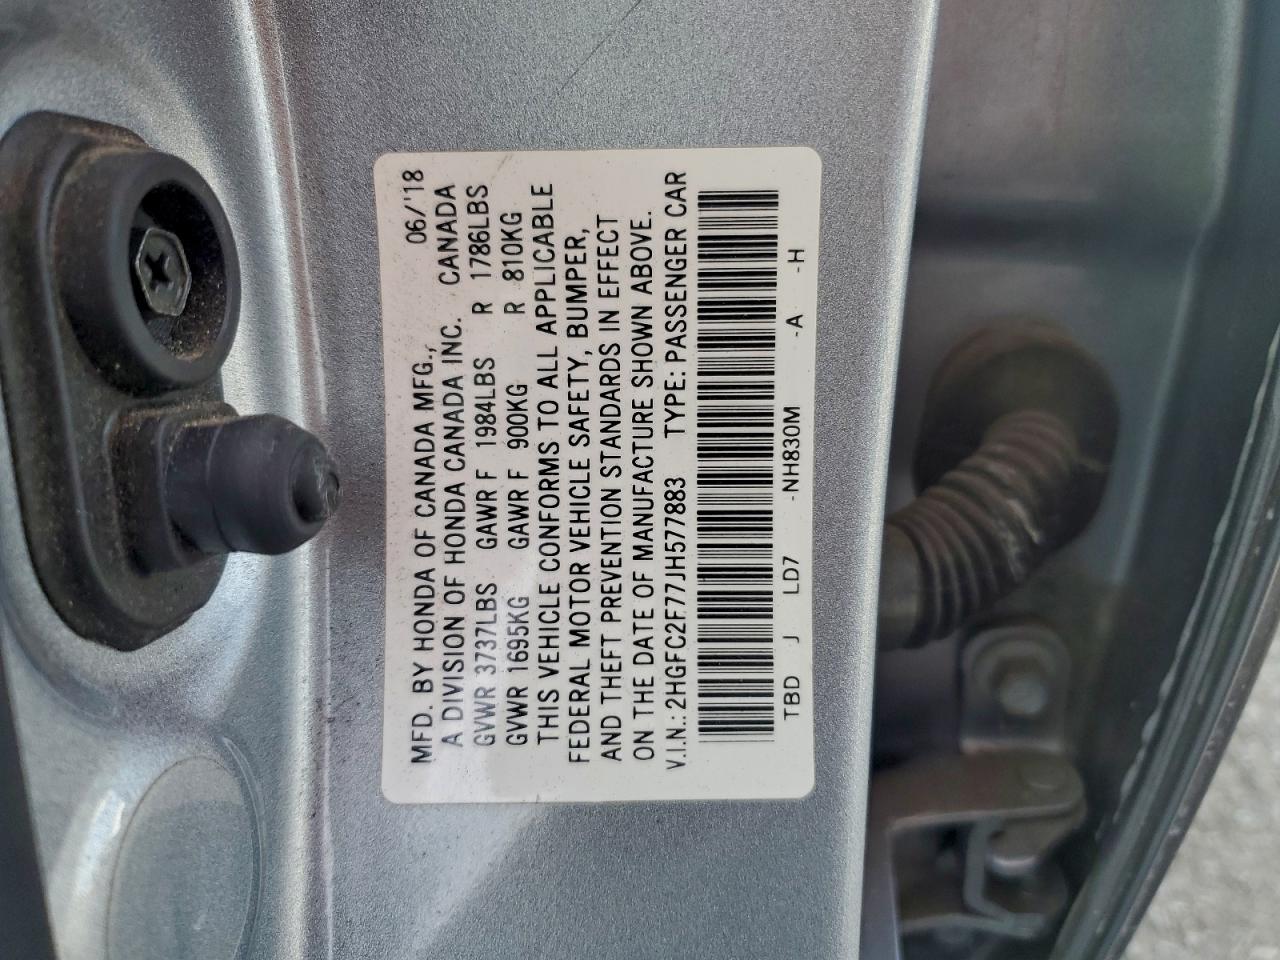 MFD. BY HONDA OF CANADA MFG., 06/'18
A DIVISION OF HONDA CANADA INC. CANADA
GVWR 3737LBS GAWR F 1984LBS R 1786LBS
GVWR 1695KG GAWR F 900KG R 810KG
THIS VEHICLE CONFORMS TO ALL APPLICABLE
FEDERAL MOTOR VEHICLE SAFETY, BUMPER,
AND THEFT PREVENTION STANDARDS IN EFFECT
ON THE DATE OF MANUFACTURE SHOWN ABOVE.
V.I.N.: 2HGFC2F77JH577883 TYPE: PASSENGER CAR
TBD J LD7 -NH830M -A -H